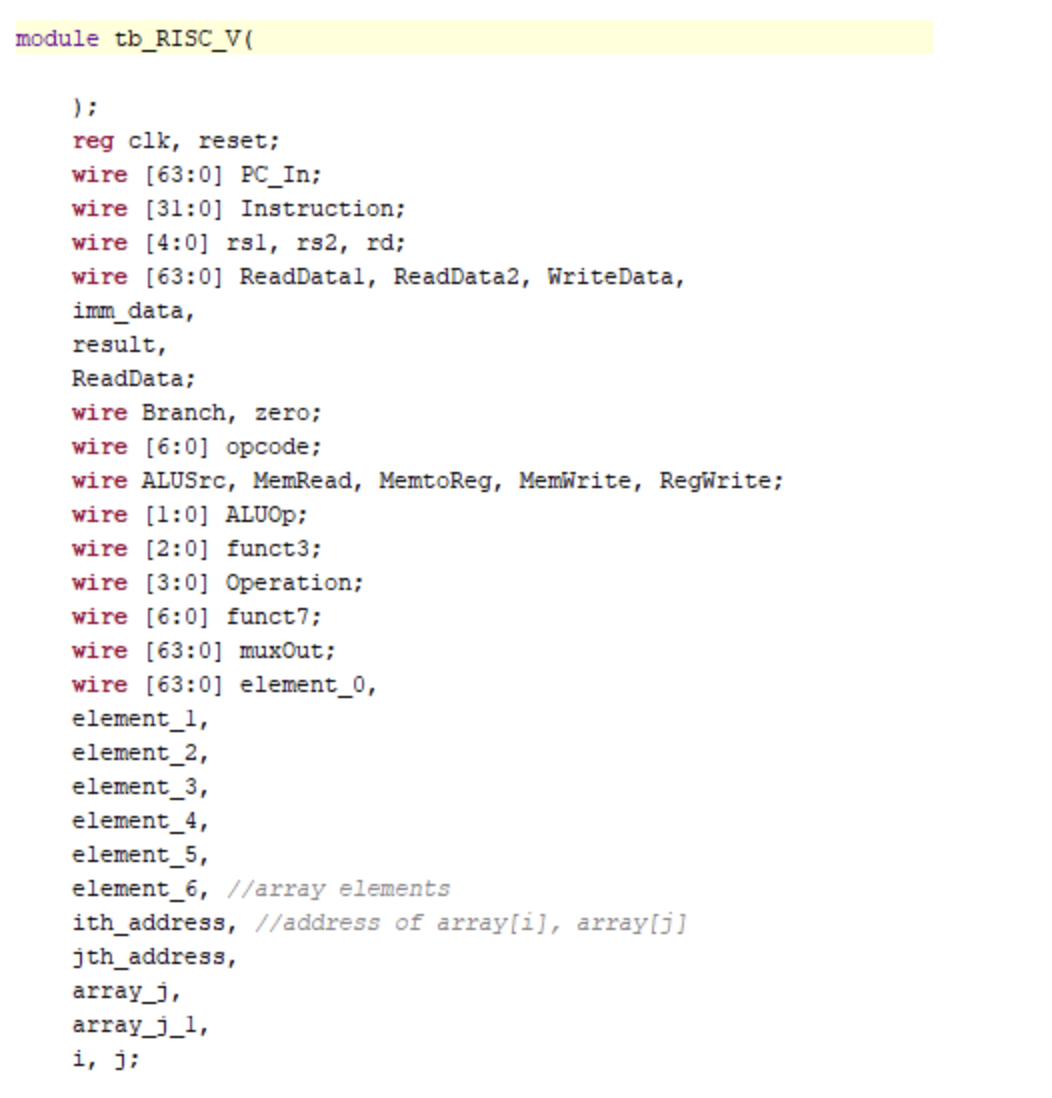 module tb_RISC_V(
);
reg clk, reset;
wire [63:0] PC_In;
wire [31:0] Instruction;
wire [4:0] rs1, rs2, rd;
wire [63:0] ReadData1, ReadData2, WriteData,
imm_data,
result,
ReadData;
wire Branch, zero;
wire [6:0] opcode;
wire ALUSrc, MemRead, MemtoReg, MemWrite, RegWrite;
wire [1:0] ALUOp;
wire [2:0] funct3;
wire [3:0] Operation;
wire [6:0] funct7;
wire [63:0] muxOut;
wire [63:0] element_0,
element_1,
element_2,
element_3,
element_4,
element_5,
element_6, //array elements
ith_address, //address of array[i], array[j]
jth_address,
array_j,
array_j_1,
i, j;